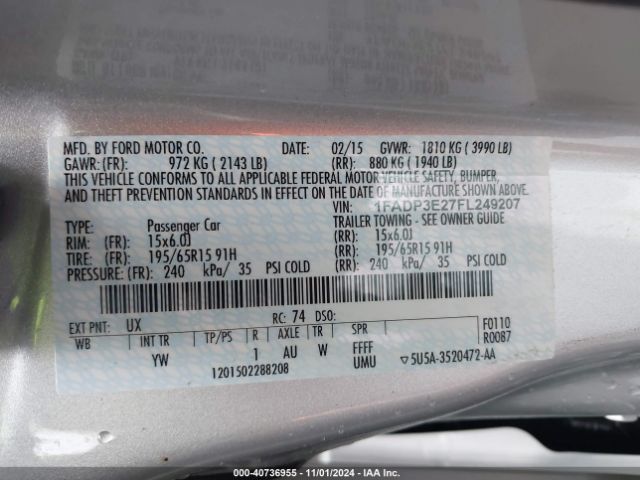 MFD. BY FORD MOTOR CO. DATE: 02/15 GVWR: 1810 KG ( 3990 LB)
GAWR: (FR): 972 KG ( 2143 LB) (RR): 880 KG ( 1940 LB)
THIS VEHICLE CONFORMS TO ALL APPLICABLE FEDERAL MOTOR VEHICLE SAFETY, BUMPER,
AND THEFT PREVENTION STANDARDS IN EFFECT ON THE DATE OF MANUFACTURE SHOWN ABOVE.
VIN: 1FADP3E27FL249207
TYPE: Passenger Car TRAILER TOWING - SEE OWNER GUIDE
RIM: (FR): 15x6.0J (RR): 15x6.0J
TIRE: (FR): 195/65R15 91H (RR): 195/65R15 91H
PRESSURE: (FR): 240 kPa/ 35 PSI COLD (RR): 240 kPa/ 35 PSI COLD
EXT PNT: UX RC: 74 DSO: F0110
WB INT TR TP/PS R AXLE TR SPR R0087
YW 1 AU W FFFF
UMU ▽5U5A-3520472-AA
1201502288208
000-40736955 - 11/01/2024 - IAA Inc.